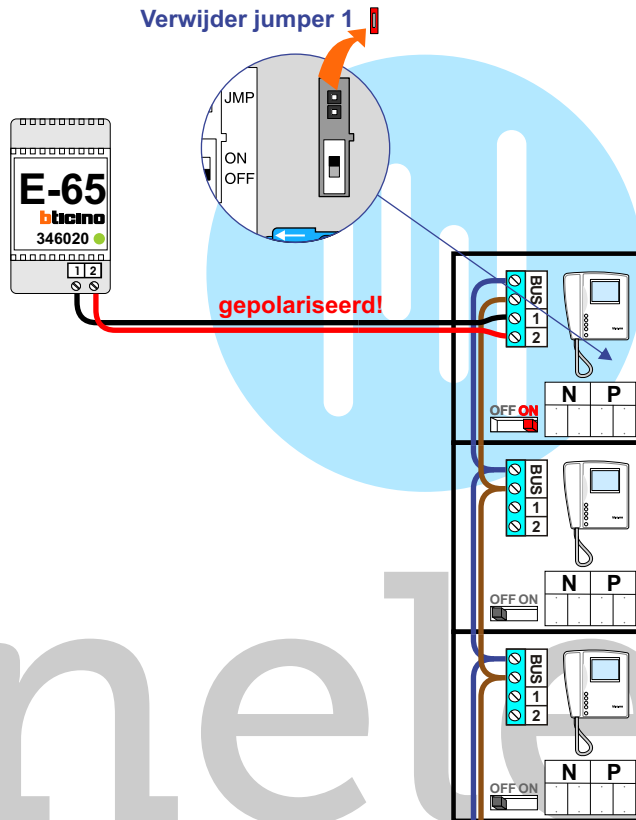 Verwijder jumper 1
JMP
ON
OFF
E-65
bticino
346020
1 2
gepolariseerd!
BUS
1
2
N P
OFF ON
BUS
1
2
N P
OFF ON
BUS
1
2
N P
OFF ON
nele